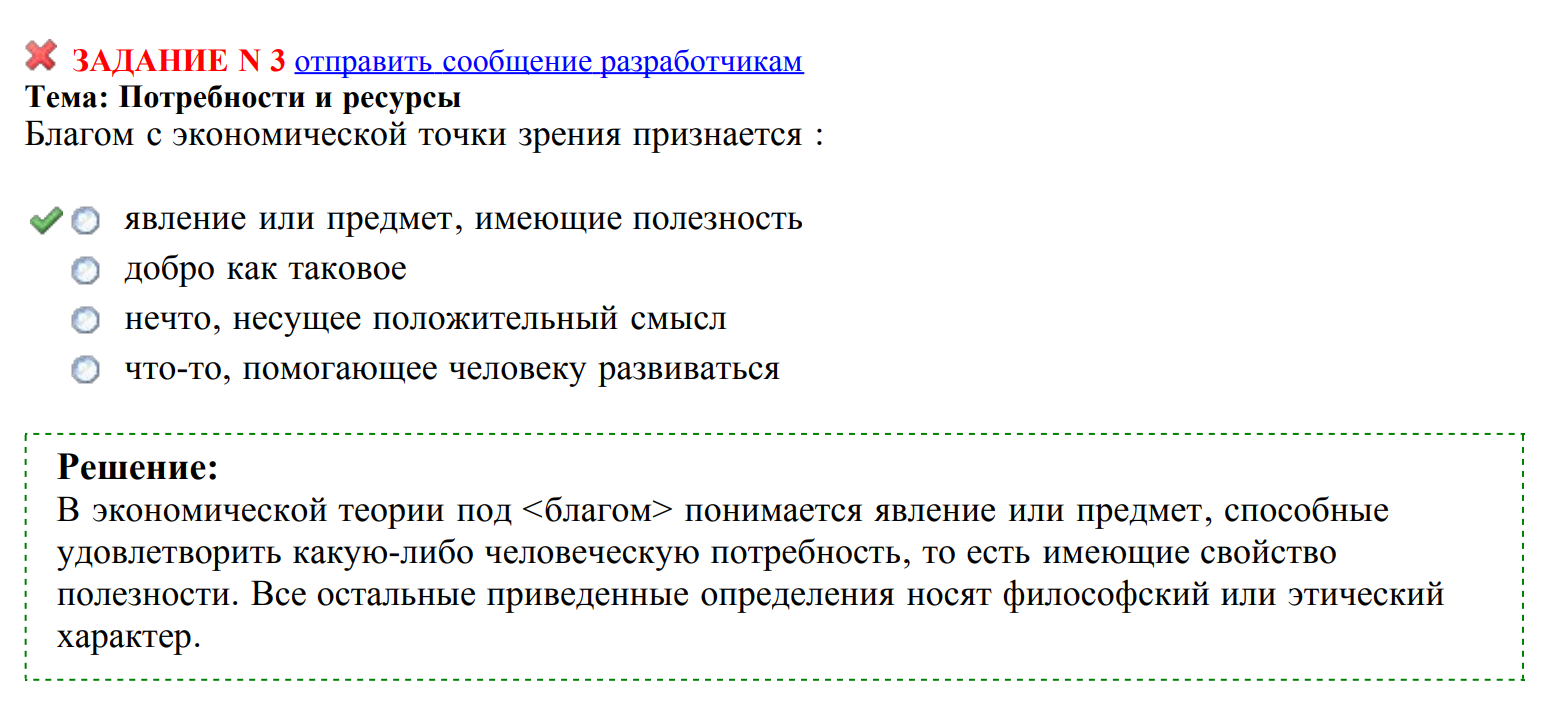 ЗАДАНИЕ N 3 отправить сообщение разработчикам
Тема: Потребности и ресурсы
Благом с экономической точки зрения признается :
явление или предмет, имеющие полезность
добро как таковое
нечто, несущее положительный смысл
что-то, помогающее человеку развиваться
Решение:
В экономической теории под <благом> понимается явление или предмет, способные
удовлетворить какую-либо человеческую потребность, то есть имеющие свойство
полезности. Все остальные приведенные определения носят философский или этический
характер.